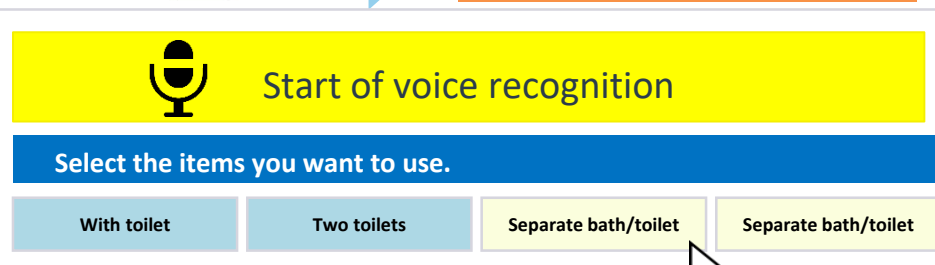 Start of voice recognition
Select the items you want to use.
With toilet
Two toilets
Separate bath/toilet
Separate bath/toilet